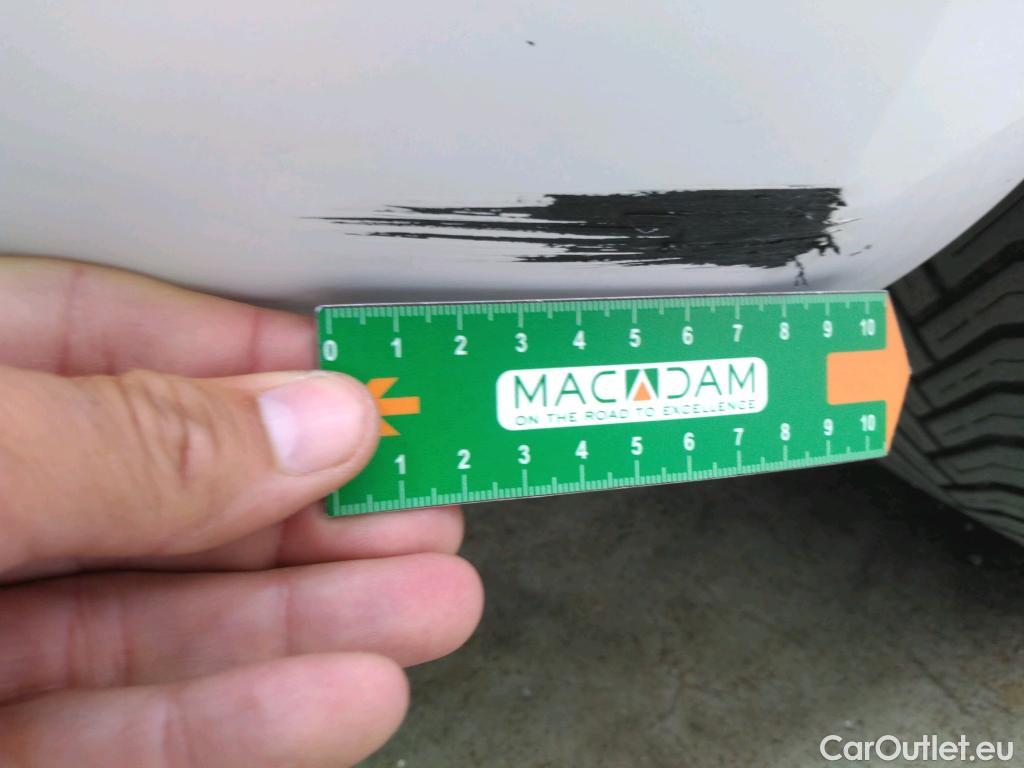 0 1 2 3 4 5 6 7 8 9 10
MACADAM
ON THE ROAD TO EXCELLENCE
1 2 3 4 5 6 7 8 9 10
CarOutlet.eu